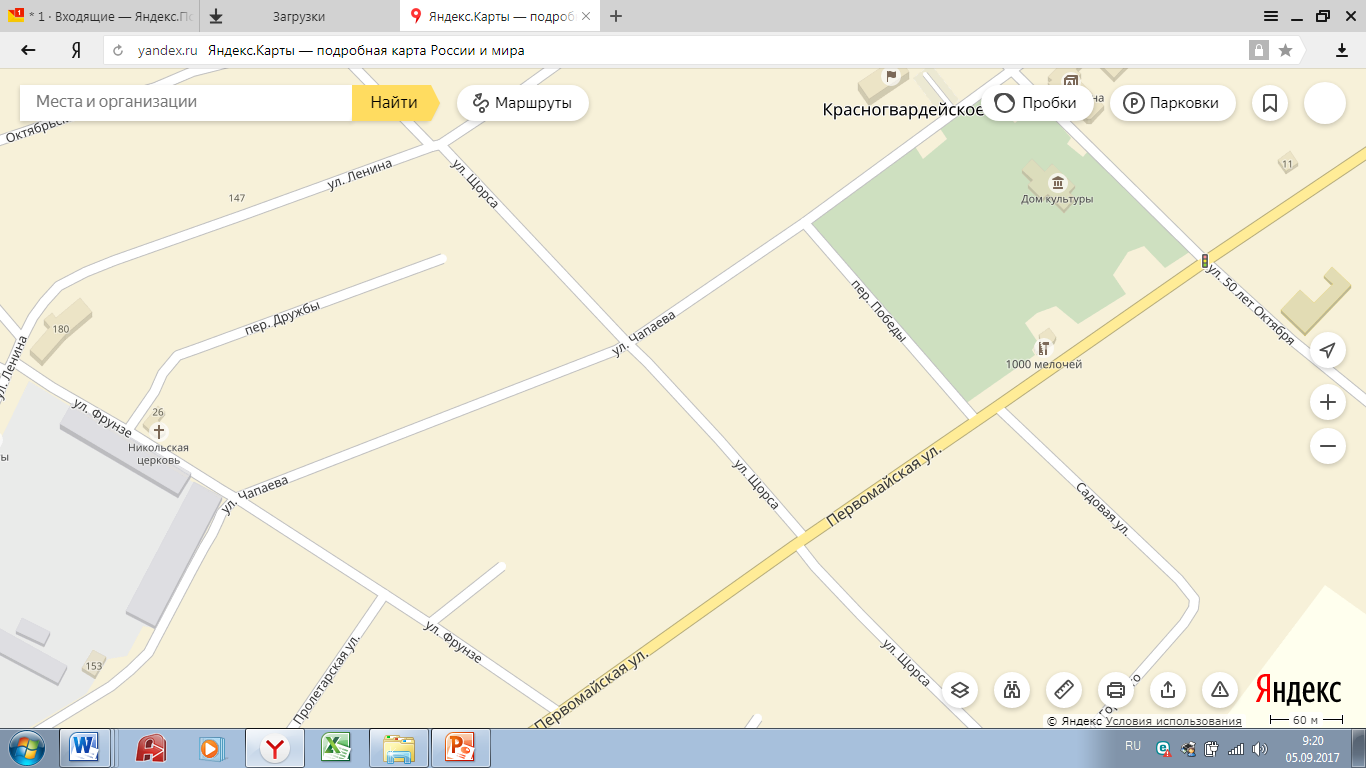 * 1 · Входящие — Яндекс.П
Загрузки
Яндекс.Карты — подроб
yandex.ru Яндекс.Карты — подробная карта России и мира
Места и организации
Найти
Маршруты
Красногвардейское
Пробки
на
P Парковки
Октябрьск
ул. Ленина
ул. Щорса
11
147
Дом культуры
ул. 50 лет Октября
пер. Дружбы
пер. Победы
ул. Чапаева
180
1000 мелочей
ул. Ленина
ул. Фрунзе
26
Никольская
церковь
ты
ул. Чапаева
ул. Щорса
Первомайская ул.
Садовая ул.
ул. Фрунзе
153
Пролетарская ул.
Первомайская ул.
ул. Щорса
Яндекс
© Яндекс Условия использования
60 м
RU
9:20
05.09.2017